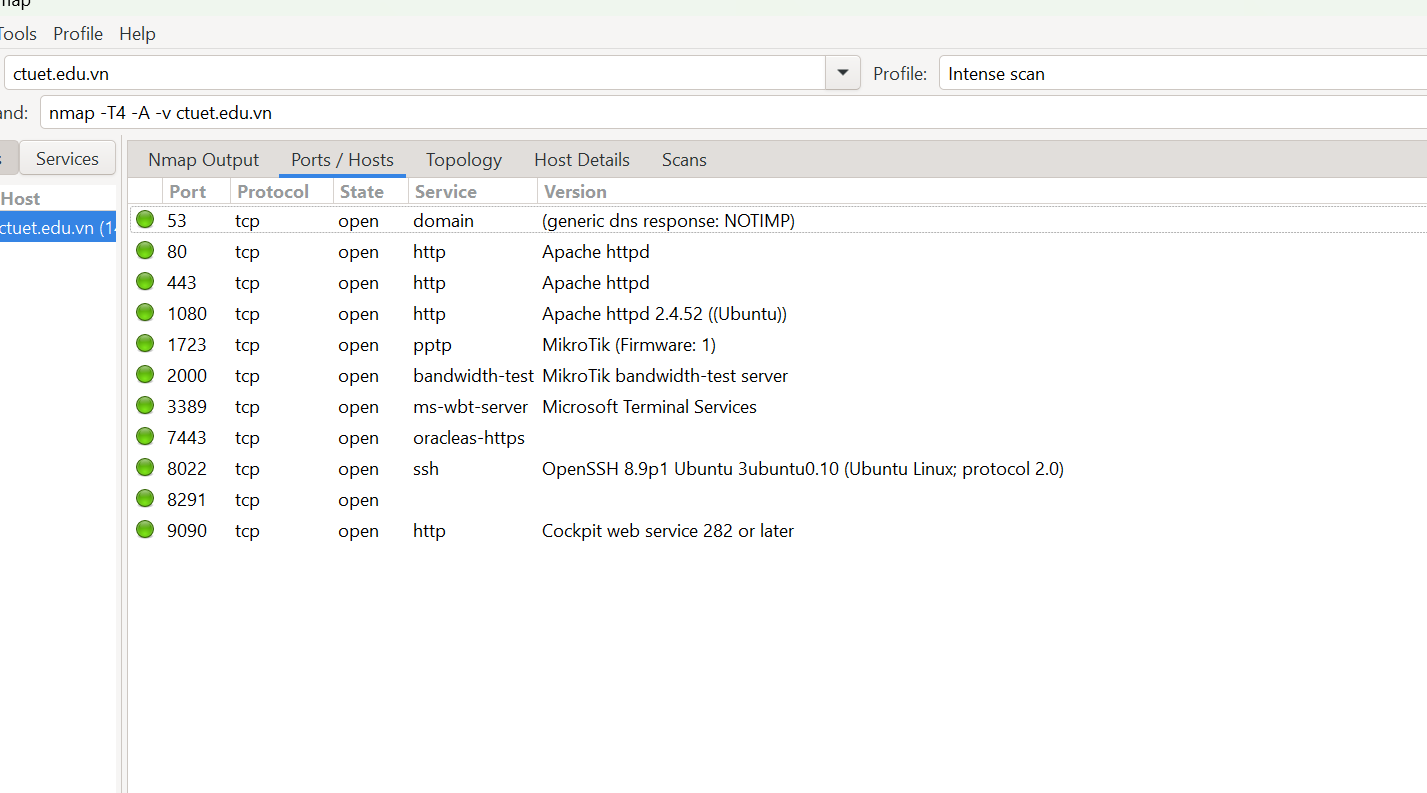 Tools Profile Help
ctuet.edu.vn Profile: Intense scan
nmap -T4 -A -v ctuet.edu.vn
Services Nmap Output Ports / Hosts Topology Host Details Scans
Host Port Protocol State Service Version
ctuet.edu.vn 53 tcp open domain (generic dns response: NOTIMP)
80 tcp open http Apache httpd
443 tcp open http Apache httpd
1080 tcp open http Apache httpd 2.4.52 ((Ubuntu))
1723 tcp open pptp MikroTik (Firmware: 1)
2000 tcp open bandwidth-test MikroTik bandwidth-test server
3389 tcp open ms-wbt-server Microsoft Terminal Services
7443 tcp open oracleas-https
8022 tcp open ssh OpenSSH 8.9p1 Ubuntu 3ubuntu0.10 (Ubuntu Linux; protocol 2.0)
8291 tcp open
9090 tcp open http Cockpit web service 282 or later